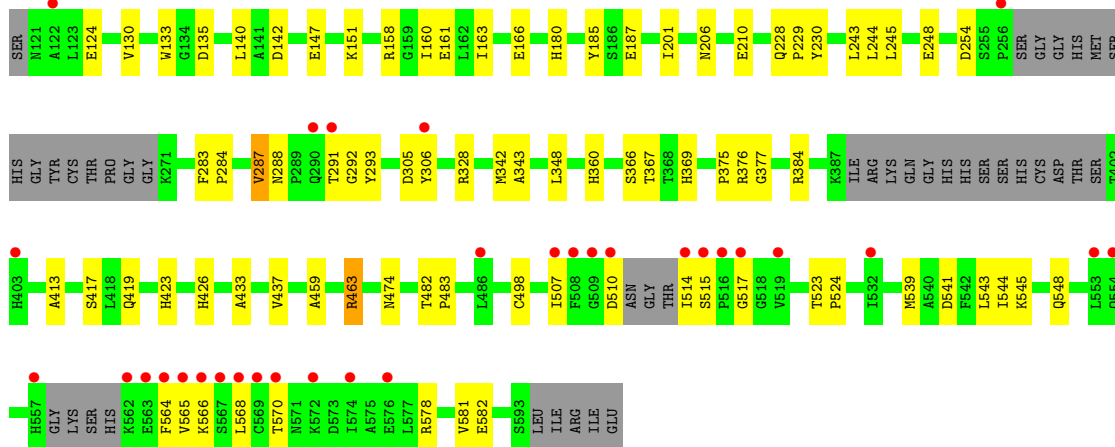 SER N121 A122 L123 E124 V130 W133 G134 D135 L140 A141 D142 E147 K151 R158 G159 I160 E161 L162 I163 E166 H180 Y185 S186 E187 I201 N206 E210 Q228 P229 Y230 L243 L244 L245 E248 D254 S255 P256 SER GLY GLY HIS MET SER
HIS GLY TYR CYS THR PRO GLY GLY K271 F283 P284 V287 N288 P289 Q290 T291 G292 Y293 D305 Y306 R328 M342 A343 L348 H360 S366 T367 T368 H369 P375 R376 G377 R384 K387 ILE ARG LYS GLN GLY HIS HIS SER SER HIS CYS ASP THR SER T402
H403 A413 S417 L418 Q419 H423 H426 A433 V437 A459 R463 N474 T482 P483 L486 C498 I507 F508 G509 D510 ASN GLY THR I514 S515 P516 G517 G518 V519 T523 P524 I532 M539 A540 D541 F542 L543 I544 K545 Q548 L553
H557 GLY LYS SER HIS K562 E563 F564 V565 K566 S567 L568 C569 T570 N571 K572 D573 I574 A575 E576 L577 R578 V581 E582 S593 LEU ILE ARG ILE GLU